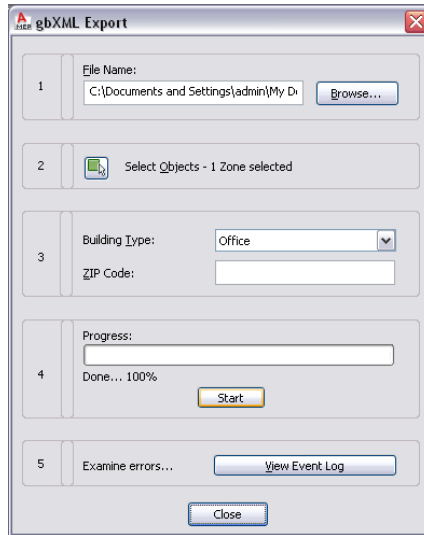 MEP gbXML Export
1
File Name:
C:\Documents and Settings\admin\My D
Browse...
2
Select Objects - 1 Zone selected
3
Building Type:
Office
ZIP Code:
4
Progress:
Done... 100%
Start
5
Examine errors...
View Event Log
Close